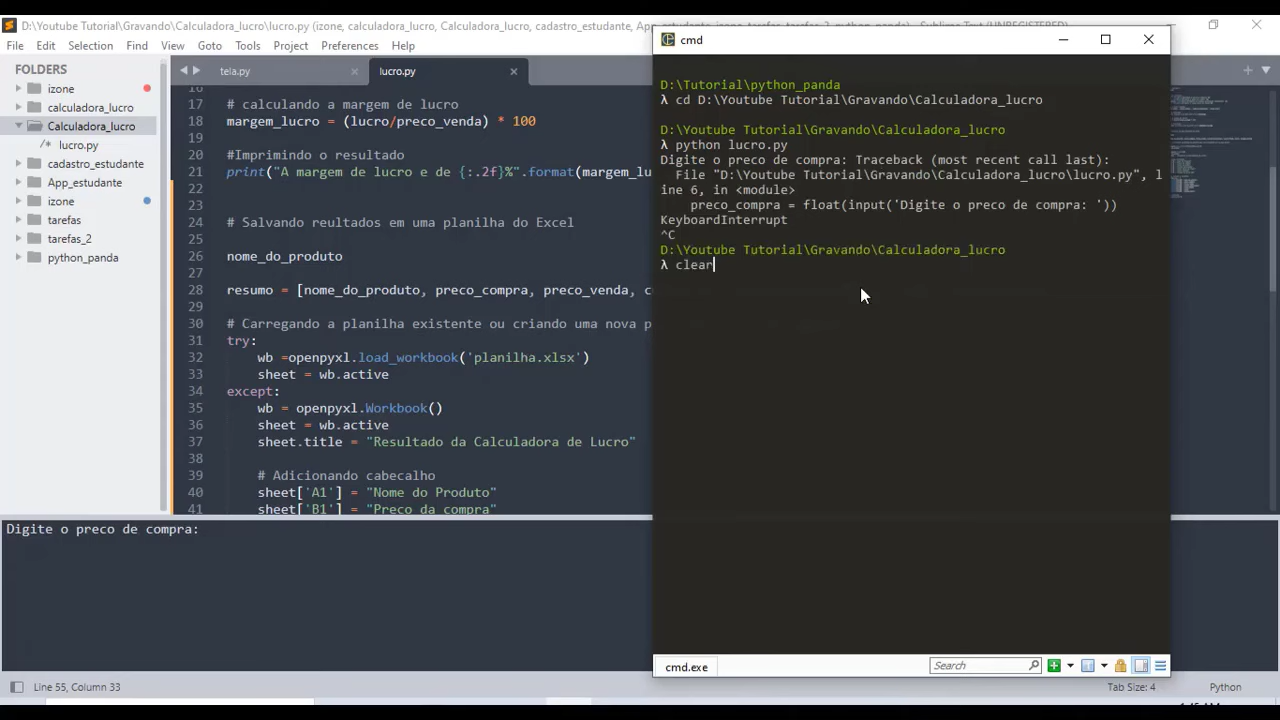 D:\Youtube Tutorial\Gravando\Calculadora_lucro\lucro.py (izone, calculadora_lucro, Calculadora_lucro, cadastro_estudante, App_estudante, izone, tarefas, tarefas_2, python_panda) - Sublime Text (UNREGISTERED)
File Edit Selection Find View Goto Tools Project Preferences Help
FOLDERS
izone
calculadora_lucro
Calculadora_lucro
lucro.py
cadastro_estudante
App_estudante
izone
tarefas
tarefas_2
python_panda
tela.py
lucro.py
16
17 # calculando a margem de lucro
18 margem_lucro = (lucro/preco_venda) * 100
19
20 #Imprimindo o resultado
21 print("A margem de lucro e de {:.2f}%".format(margem_lu
22
23
24 # Salvando reultados em uma planilha do Excel
25
26 nome_do_produto
27
28 resumo = [nome_do_produto, preco_compra, preco_venda, c
29
30 # Carregando a planilha existente ou criando uma nova p
31 try:
32 wb =openpyxl.load_workbook('planilha.xlsx')
33 sheet = wb.active
34 except:
35 wb = openpyxl.Workbook()
36 sheet = wb.active
37 sheet.title = "Resultado da Calculadora de Lucro"
38
39 # Adicionando cabecalho
40 sheet['A1'] = "Nome do Produto"
41 sheet['B1'] = "Preco da compra"
Digite o preco de compra:
Line 55, Column 33
Tab Size: 4
Python
cmd
D:\Tutorial\python_panda
λ cd D:\Youtube Tutorial\Gravando\Calculadora_lucro
D:\Youtube Tutorial\Gravando\Calculadora_lucro
λ python lucro.py
Digite o preco de compra: Traceback (most recent call last):
File "D:\Youtube Tutorial\Gravando\Calculadora_lucro\lucro.py", l
ine 6, in <module>
preco_compra = float(input('Digite o preco de compra: '))
KeyboardInterrupt
^C
D:\Youtube Tutorial\Gravando\Calculadora_lucro
λ clear
cmd.exe
Search